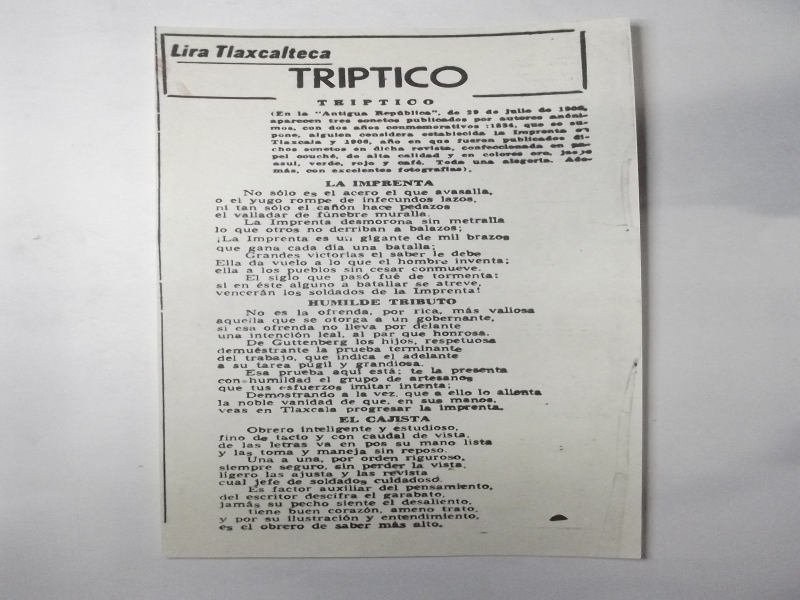 Lira Tlaxcalteca
TRIPTICO
TRIPTICO
(En la "Antigua República", de 29 de julio de 1906,
aparecen tres sonetos publicados por autores anóni-
mos, con dos años conmemorativos :1834, que se su-
pone, alguien considera establecida la Imprenta en
Tlaxcala y 1906, año en que fueron publicados di-
chos sonetos en dicha revista, confeccionada en pa-
pel couché, de alta calidad y en colores oro,
azul, verde, rojo y café. Toda una alegoría. Ade-
más, con excelentes fotografías).
LA IMPRENTA
No sólo es el acero el que avasalla,
o el yugo rompe de infecundos lazos,
ni tan sólo el cañón hace pedazos
el valladar de fúnebre muralla.
La Imprenta desmorona sin metralla
lo que otros no derriban a balazos;
¡La Imprenta es un gigante de mil brazos
que gana cada día una batalla;
Grandes victorias el saber le debe
Ella da vuelo a lo que el hombre inventa;
ella a los pueblos sin cesar conmueve.
El siglo que pasó fué de tormenta:
si en éste alguno a batallar se atreve,
vencerán los soldados de la Imprenta!
HUMILDE TRIBUTO
No es la ofrenda, por rica, más valiosa
aquella que se otorga a un gobernante,
si esa ofrenda no lleva por delante
una intención leal, al par que honrosa.
De Guttenberg los hijos, respetuosa
demuéstrante la prueba terminante
del trabajo, que indica el adelante
a su tarea púgil y grandiosa.
Esa prueba aquí está; te la presenta
con humildad el grupo de artesanos
que tus esfuerzos imitar intenta;
Demostrando a la vez, que a ello lo alienta
la noble vanidad de que, en sus manos,
veas en Tlaxcala progresar la imprenta.
EL CAJISTA
Obrero inteligente y estudioso,
fino de tacto y con caudal de vista,
de las letras va en pos su mano lista
y las toma y maneja sin reposo.
Una a una, por orden riguroso,
siempre seguro, sin perder la vista,
ligero las ajusta y las revista
cual jefe de soldados cuidadoso.
Es factor auxiliar del pensamiento,
del escritor descifra el garabato,
jamás su pecho siente el desaliento,
tiene buen corazón, ameno trato,
y por su ilustración y entendimiento,
es el obrero de saber más alto.